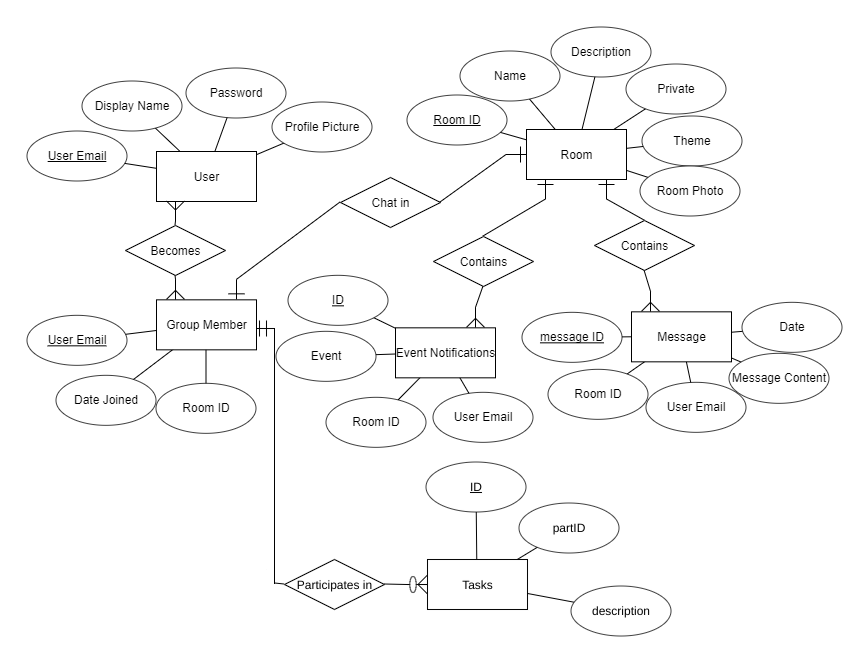 Description
Name
Private
Password
Display Name
Room ID
Profile Picture
Theme
User Email
Room
User
Room Photo
Chat in
Becomes
Contains
Contains
ID
Group Member
Date
User Email
message ID
Message
Event
Event Notifications
Message Content
Date Joined
Room ID
Room ID
User Email
Room ID
User Email
ID
partID
Participates in
Tasks
description